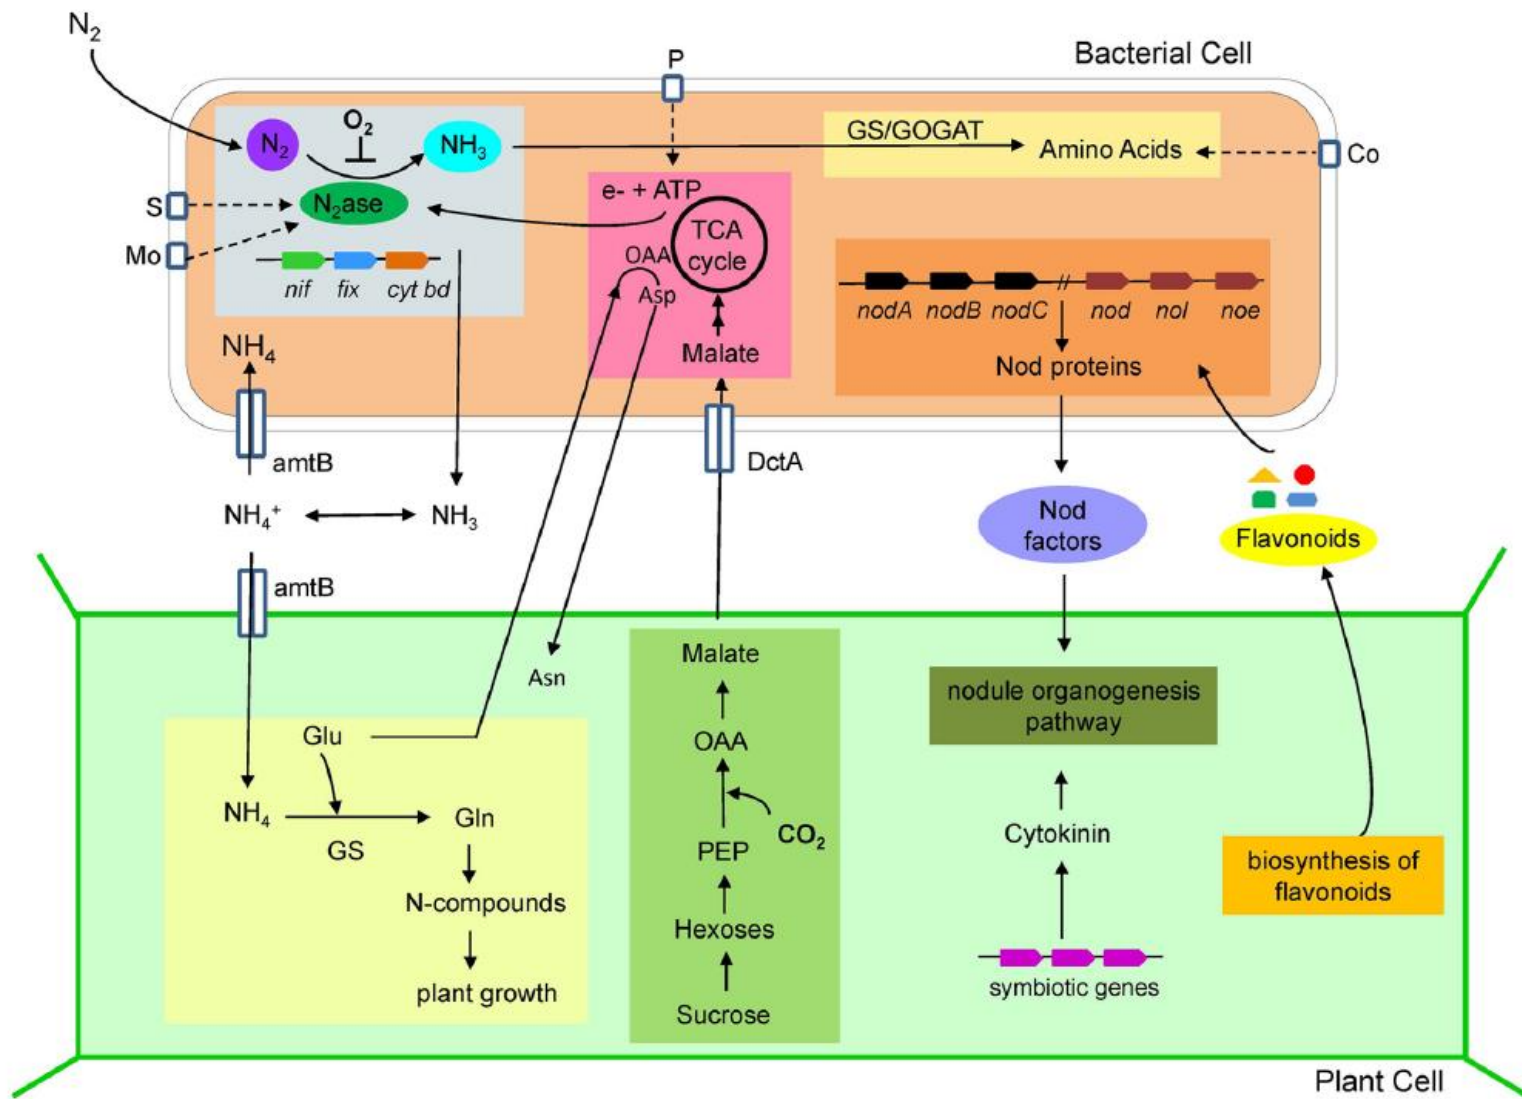 N₂
Bacterial Cell
P
O₂
N₂
NH₃
GS/GOGAT
Amino Acids
Co
S
N₂ase
e- + ATP
TCA
cycle
Mo
OAA
nif fix cyt bd
Asp
nodA nodB nodC // nod nol noe
NH₄
Malate
Nod proteins
amtB
DctA
NH₄⁺
NH₃
Nod
factors
Flavonoids
amtB
Malate
Asn
nodule organogenesis
pathway
Glu
OAA
NH₄
Gln
GS
CO₂
PEP
Cytokinin
biosynthesis of
flavonoids
N-compounds
Hexoses
plant growth
symbiotic genes
Sucrose
Plant Cell